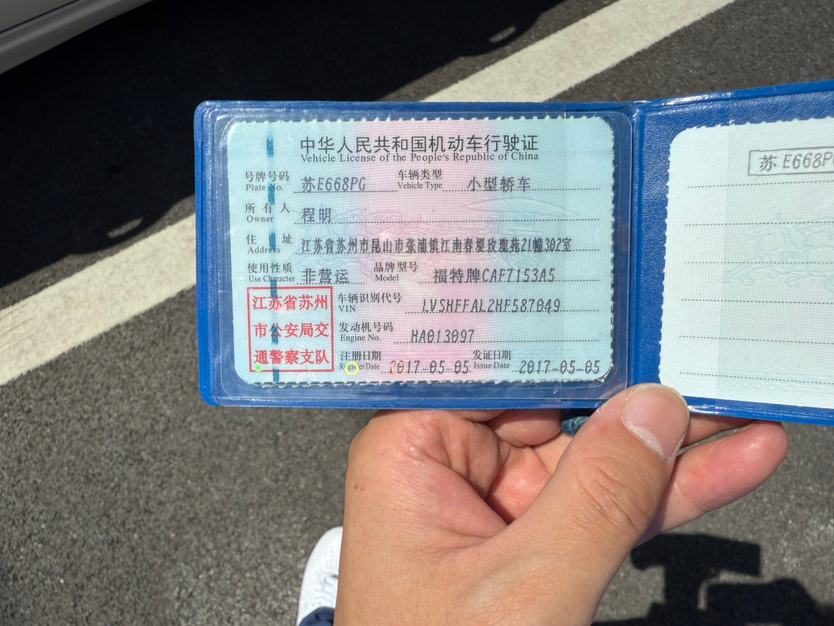 中华人民共和国机动车行驶证
Vehicle License of the People's Republic of China
号牌号码 苏E668PG 车辆类型 小型轿车
Plate No. Vehicle Type
所有人 程明
Owner
住址 江苏省苏州市昆山市张浦镇江南春堤玫瑰苑21幢302室
Address
使用性质 非营运 品牌型号 福特牌CAF7153A5
Use Character Model
江苏省苏州
市公安局交
通警察支队
车辆识别代号 LVSHFFAL2HF587049
VIN
发动机号码 HA013097
Engine No.
注册日期 2017-05-05 发证日期 2017-05-05
Register Date Issue Date
苏E668P